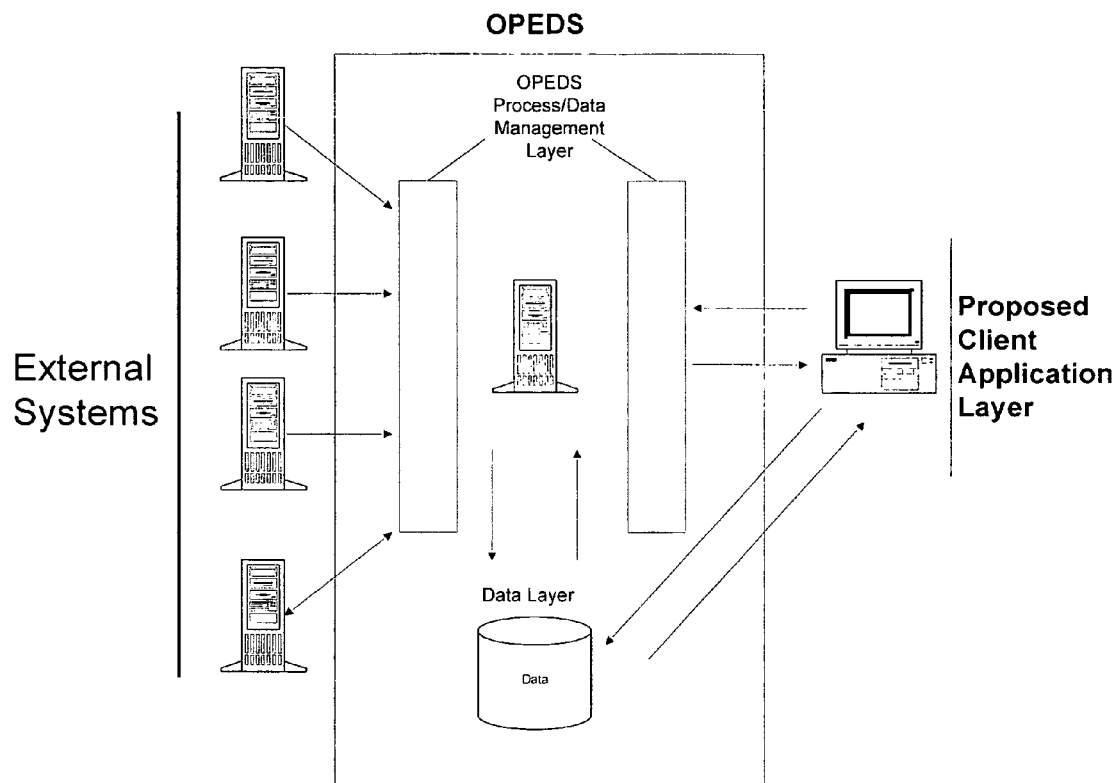 OPEDS
OPEDS
Process/Data
Management
Layer
External
Systems
Proposed
Client
Application
Layer
Data Layer
Data